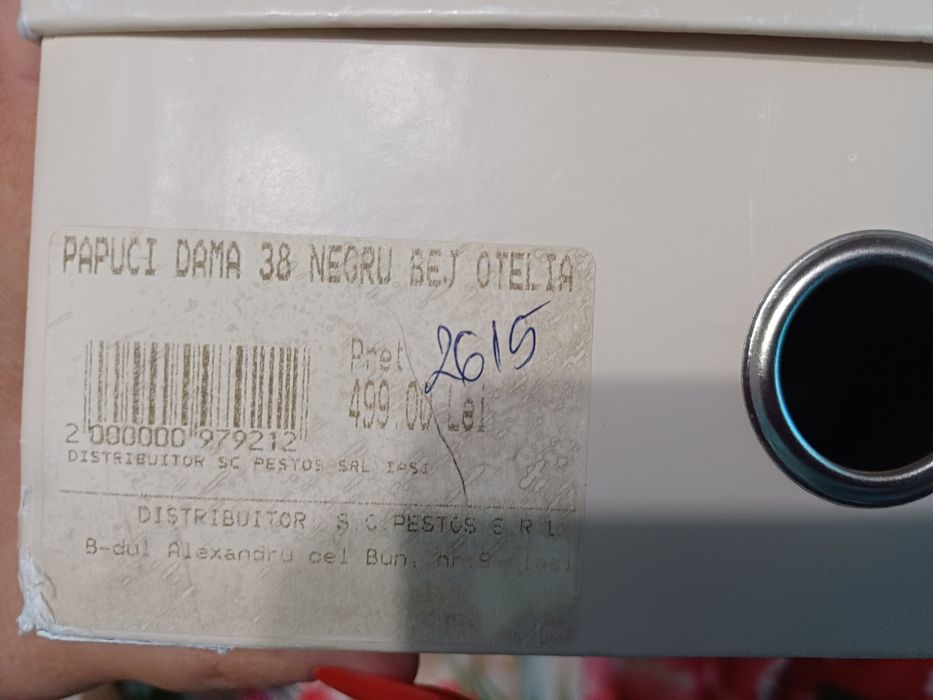 PAPUCI DAMA 38 NEGRU BEJ OTELIA
Pret
2615
499.00 Lei
2 000000 979212
DISTRIBUITOR SC PESTOS SRL IASI
DISTRIBUITOR S C PESTOS S R L
B-dul Alexandru cel Bun, nr.9 Iasi